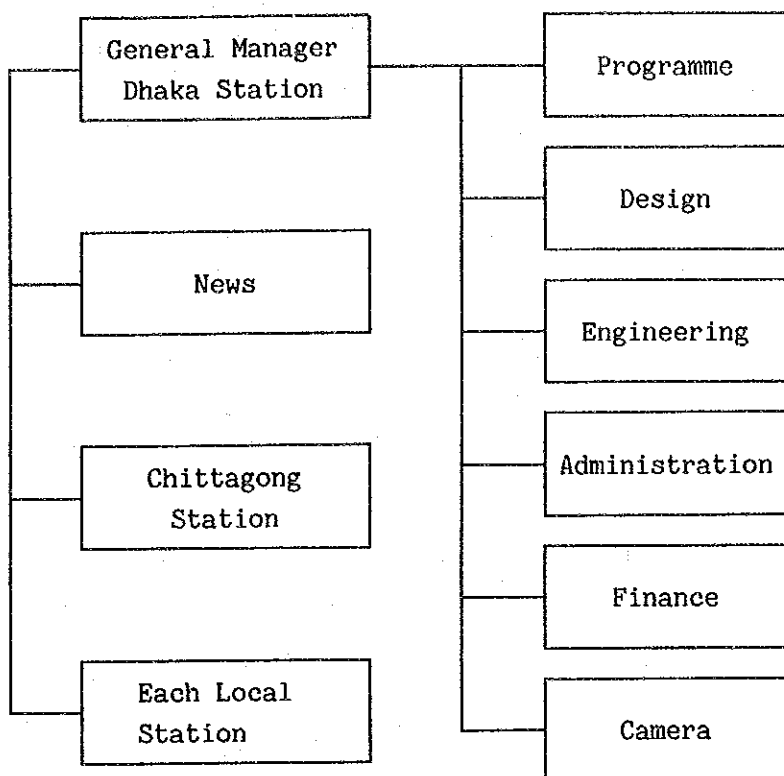 General Manager
Dhaka Station
News
Chittagong
Station
Each Local
Station
Programme
Design
Engineering
Administration
Finance
Camera